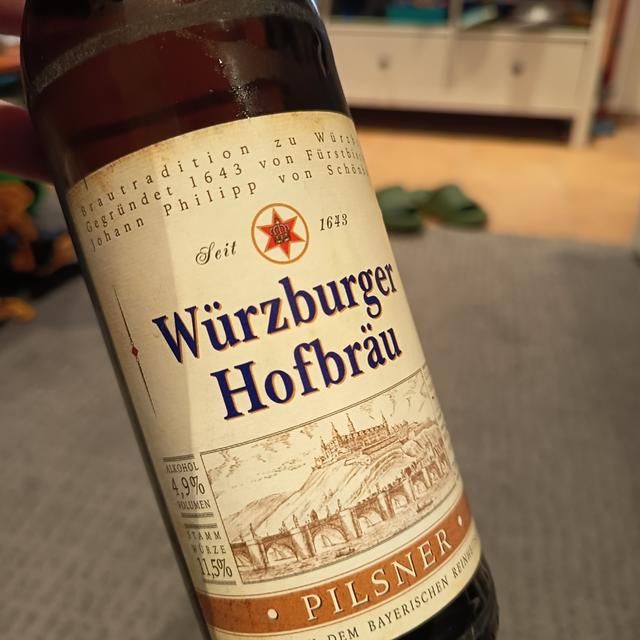 Brautradition zu
Gegründet 1643 von
Johann Philipp von
Seit 1643
Würzburger
Hofbräu
ALKOHOL
4,9%
VOLUMEN
STAMM
WÜRZE
11,5%
• PILSNER •
DEM BAYERISCHEN